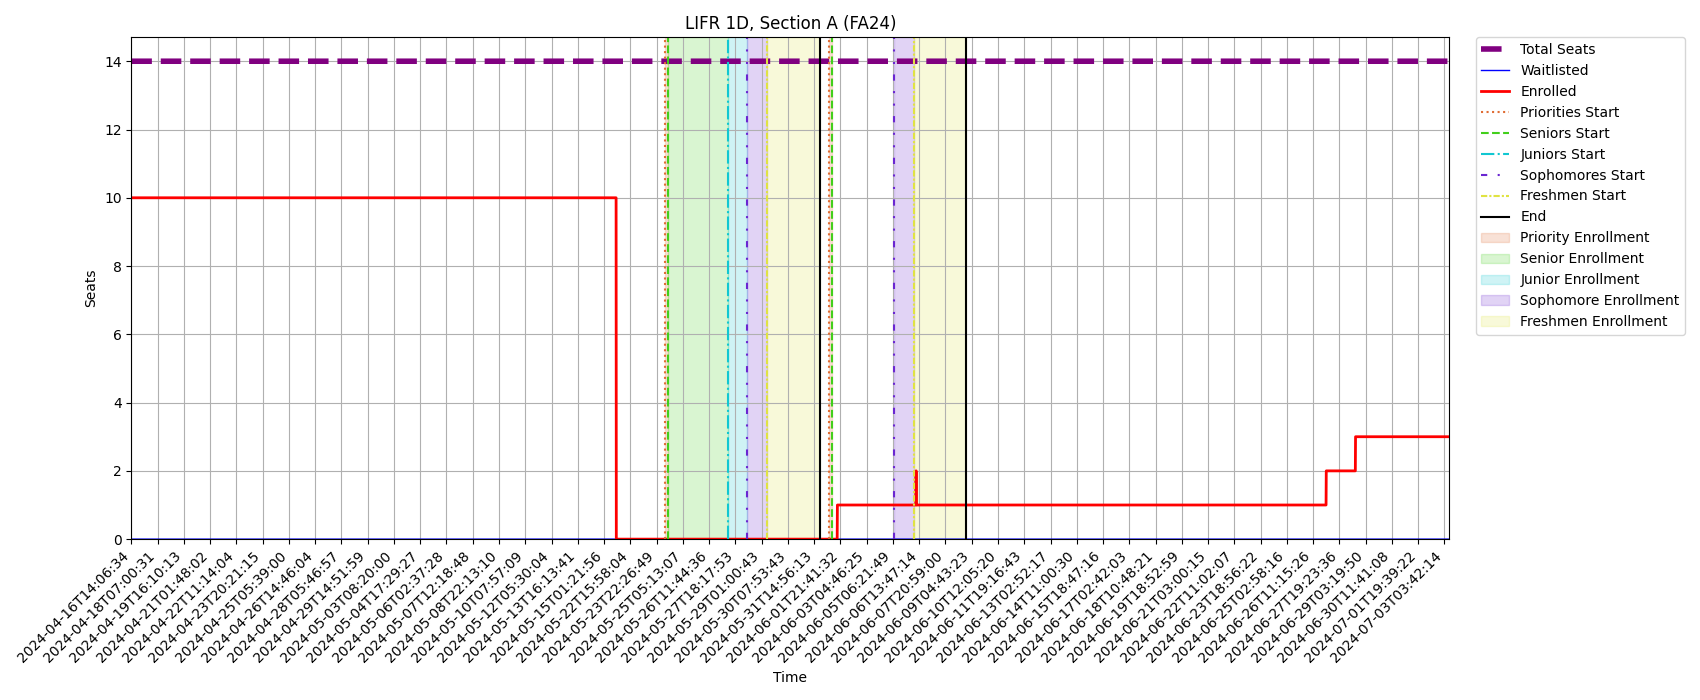 LIFR 1D, Section A (FA24)
Seats
14
12
10
8
6
4
2
0
2024-04-16T14:06:34
2024-04-18T07:00:31
2024-04-19T16:10:13
2024-04-21T01:48:02
2024-04-22T11:14:04
2024-04-23T20:21:15
2024-04-25T05:39:00
2024-04-26T14:46:04
2024-04-28T05:46:57
2024-04-29T14:51:59
2024-05-03T08:20:00
2024-05-04T17:29:27
2024-05-06T02:37:28
2024-05-07T12:18:48
2024-05-08T22:13:10
2024-05-10T07:57:09
2024-05-12T05:30:04
2024-05-13T16:13:41
2024-05-15T01:21:56
2024-05-22T15:58:04
2024-05-23T22:26:49
2024-05-25T05:13:07
2024-05-26T11:44:36
2024-05-27T18:17:53
2024-05-29T01:00:43
2024-05-30T07:53:43
2024-05-31T14:56:13
2024-06-01T21:41:32
2024-06-03T04:46:25
2024-06-05T06:21:49
2024-06-06T13:47:14
2024-06-07T20:59:00
2024-06-09T04:43:23
2024-06-10T12:05:20
2024-06-11T19:16:43
2024-06-13T02:52:17
2024-06-14T11:00:30
2024-06-15T18:47:16
2024-06-17T02:42:03
2024-06-18T10:48:21
2024-06-19T18:52:59
2024-06-21T03:00:15
2024-06-22T11:02:07
2024-06-23T18:56:22
2024-06-25T02:58:16
2024-06-26T11:15:26
2024-06-27T19:23:36
2024-06-29T03:19:50
2024-06-30T11:41:08
2024-07-01T19:39:22
2024-07-03T03:42:14
Time
Total Seats
Waitlisted
Enrolled
Priorities Start
Seniors Start
Juniors Start
Sophomores Start
Freshmen Start
End
Priority Enrollment
Senior Enrollment
Junior Enrollment
Sophomore Enrollment
Freshmen Enrollment